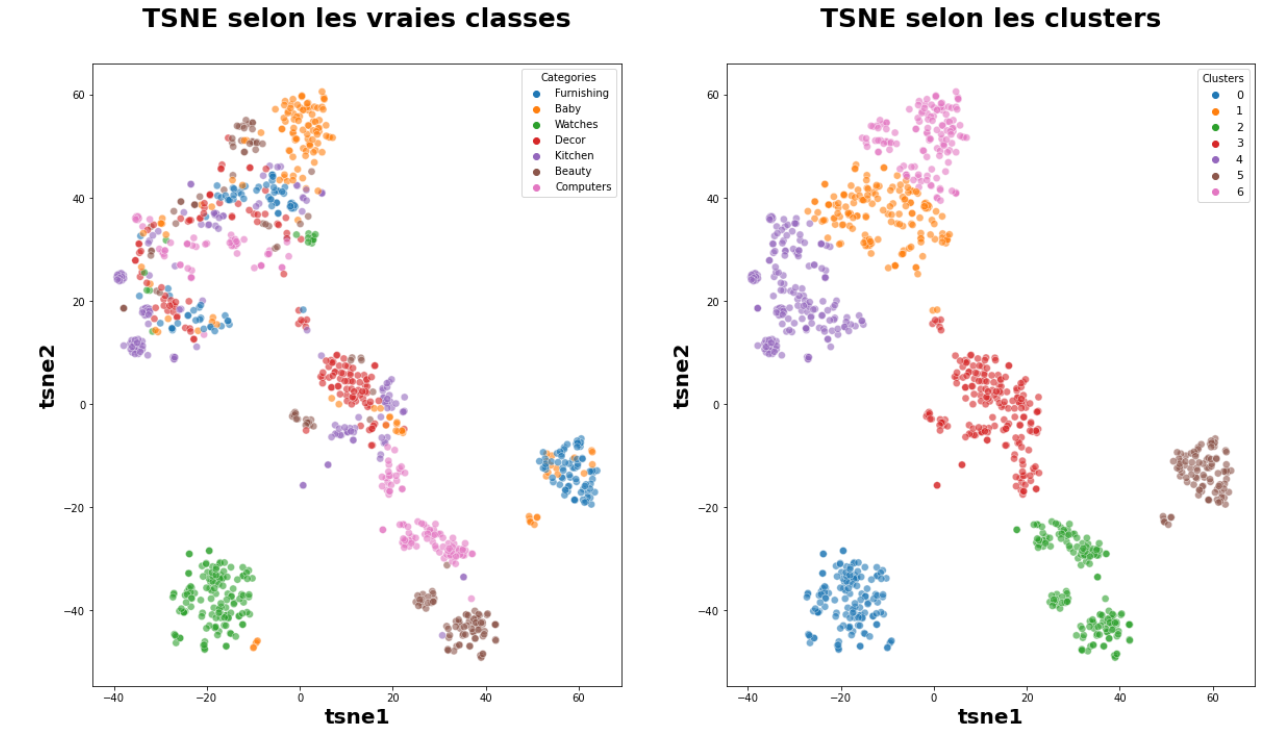 TSNE selon les vraies classes
Categories
Furnishing
Baby
Watches
Decor
Kitchen
Beauty
Computers
60
40
20
0
−20
−40
tsne2
−40
−20
0
20
40
60
tsne1
TSNE selon les clusters
Clusters
0
1
2
3
4
5
6
60
40
20
0
−20
−40
tsne2
−40
−20
0
20
40
60
tsne1